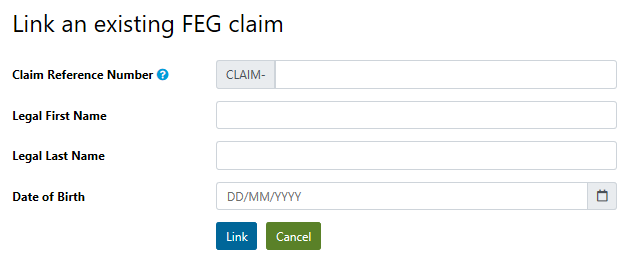 Link an existing FEG claim
Claim Reference Number ?
CLAIM-
Legal First Name
Legal Last Name
Date of Birth
DD/MM/YYYY
Link
Cancel